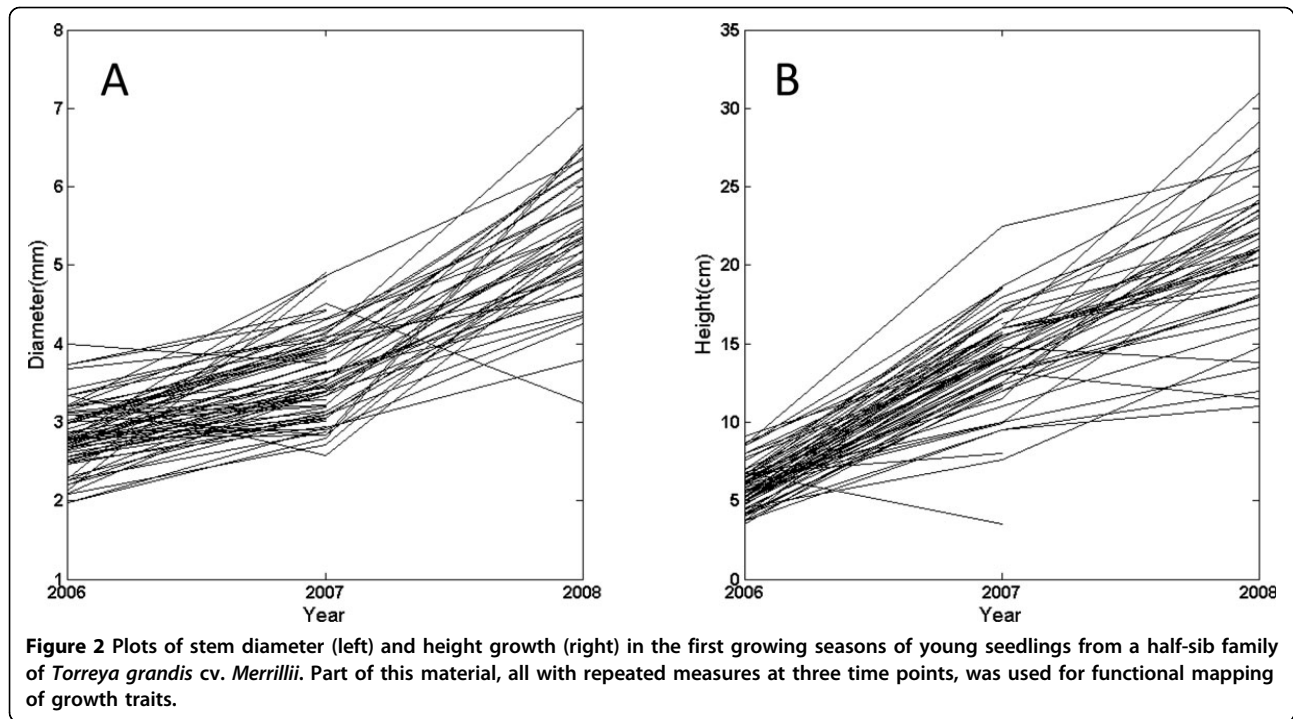 A
8
7
6
5
4
3
2
1
Diameter(mm)
2006
2007
2008
Year
B
35
30
25
20
15
10
5
0
Height(cm)
2006
2007
2008
Year
Figure 2 Plots of stem diameter (left) and height growth (right) in the first growing seasons of young seedlings from a half-sib family
of Torreya grandis cv. Merrillii. Part of this material, all with repeated measures at three time points, was used for functional mapping
of growth traits.